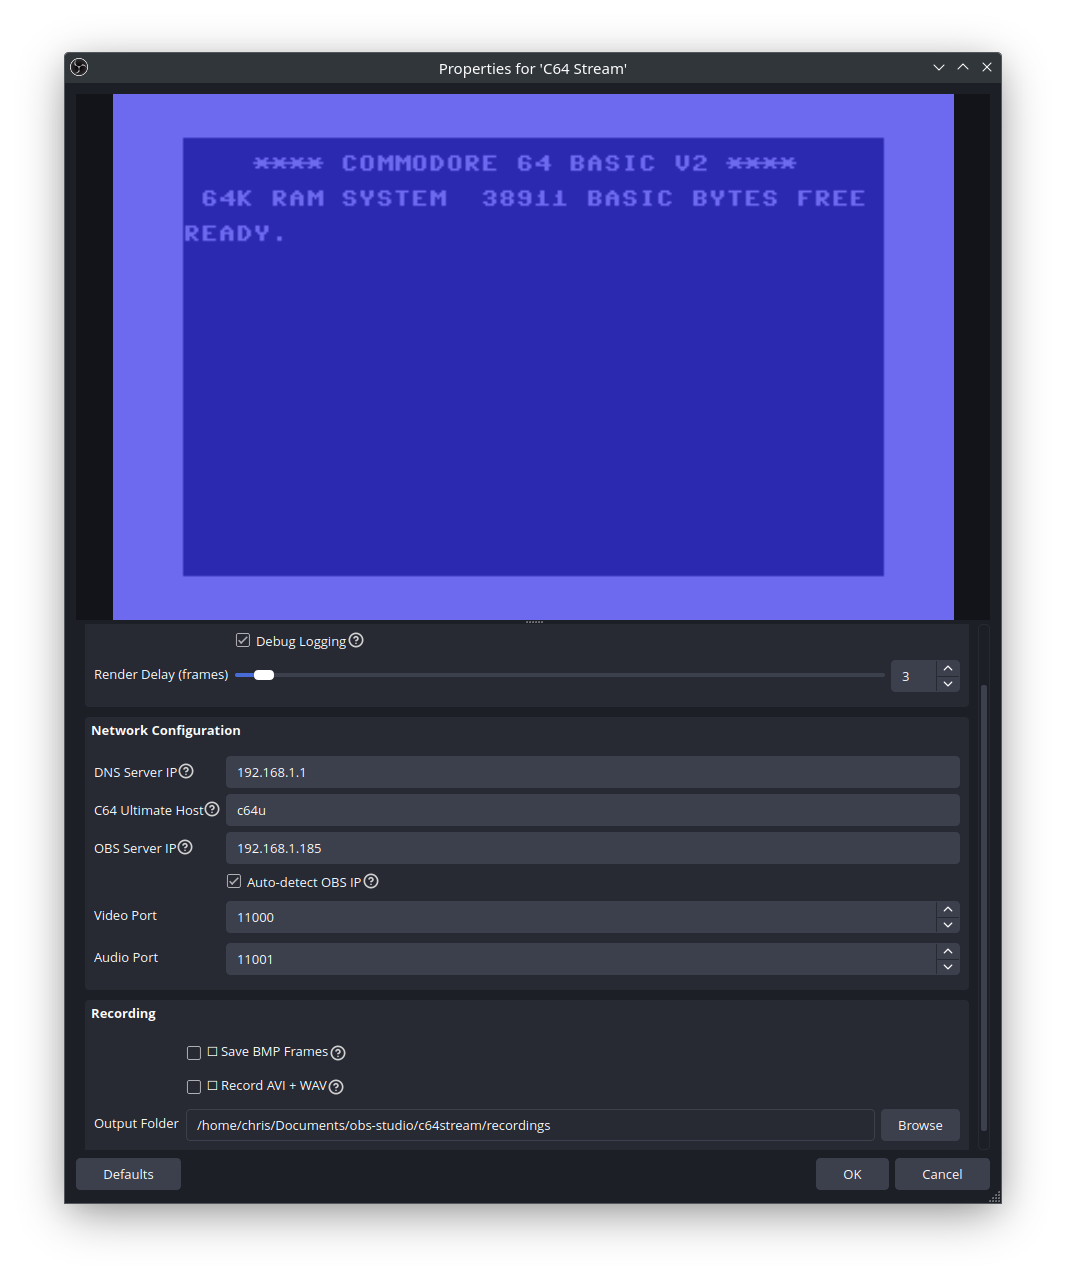 Properties for 'C64 Stream'
**** COMMODORE 64 BASIC V2 ****
64K RAM SYSTEM  38911 BASIC BYTES FREE
READY.
Debug Logging
Render Delay (frames) 3
Network Configuration
DNS Server IP 192.168.1.1
C64 Ultimate Host c64u
OBS Server IP 192.168.1.185
Auto-detect OBS IP
Video Port 11000
Audio Port 11001
Recording
Save BMP Frames
Record AVI + WAV
Output Folder /home/chris/Documents/obs-studio/c64stream/recordings Browse
Defaults OK Cancel